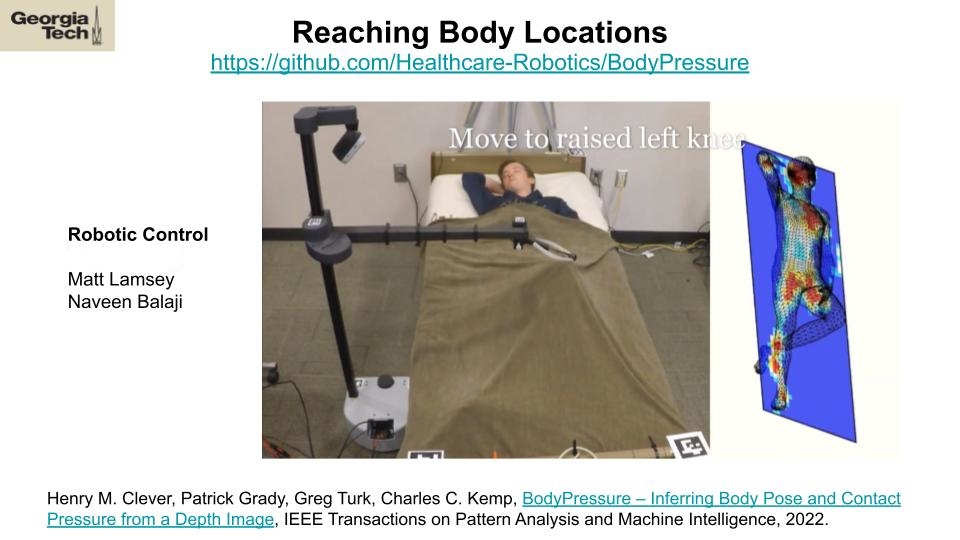 Georgia
Tech
Reaching Body Locations
https://github.com/Healthcare-Robotics/BodyPressure
Move to raised left knee
Robotic Control
Matt Lamsey
Naveen Balaji
Henry M. Clever, Patrick Grady, Greg Turk, Charles C. Kemp, BodyPressure – Inferring Body Pose and Contact
Pressure from a Depth Image, IEEE Transactions on Pattern Analysis and Machine Intelligence, 2022.